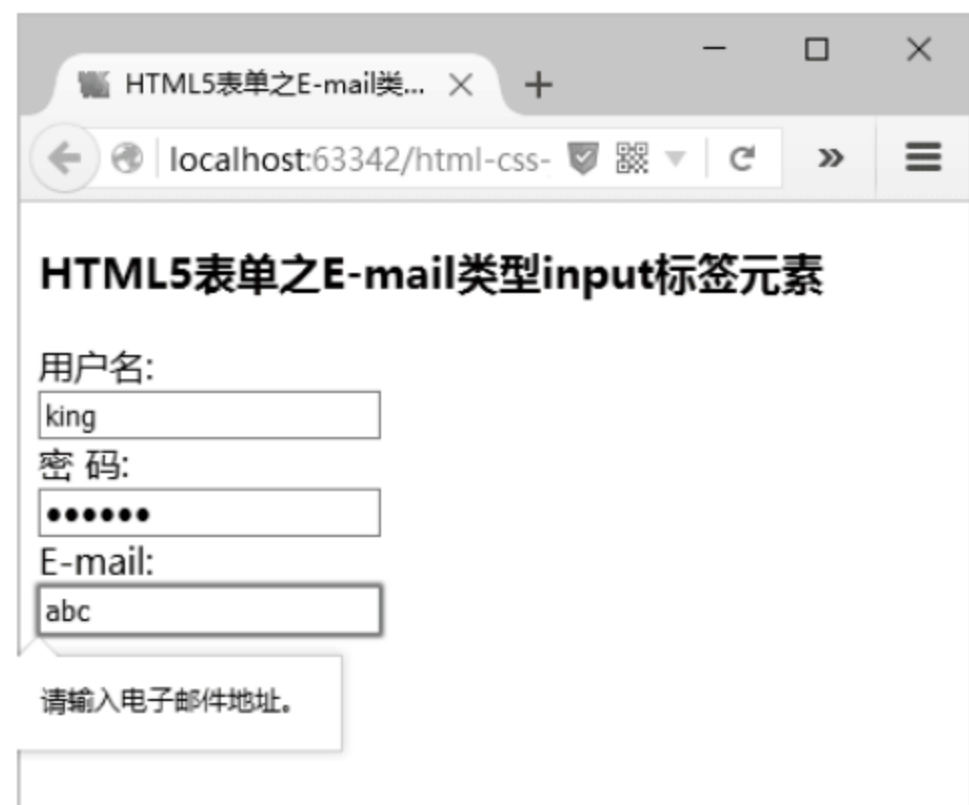 HTML5表单之E-mail类...
localhost:63342/html-css-
HTML5表单之E-mail类型input标签元素
用户名:
king
密 码:
●●●●●●
E-mail:
abc
请输入电子邮件地址。